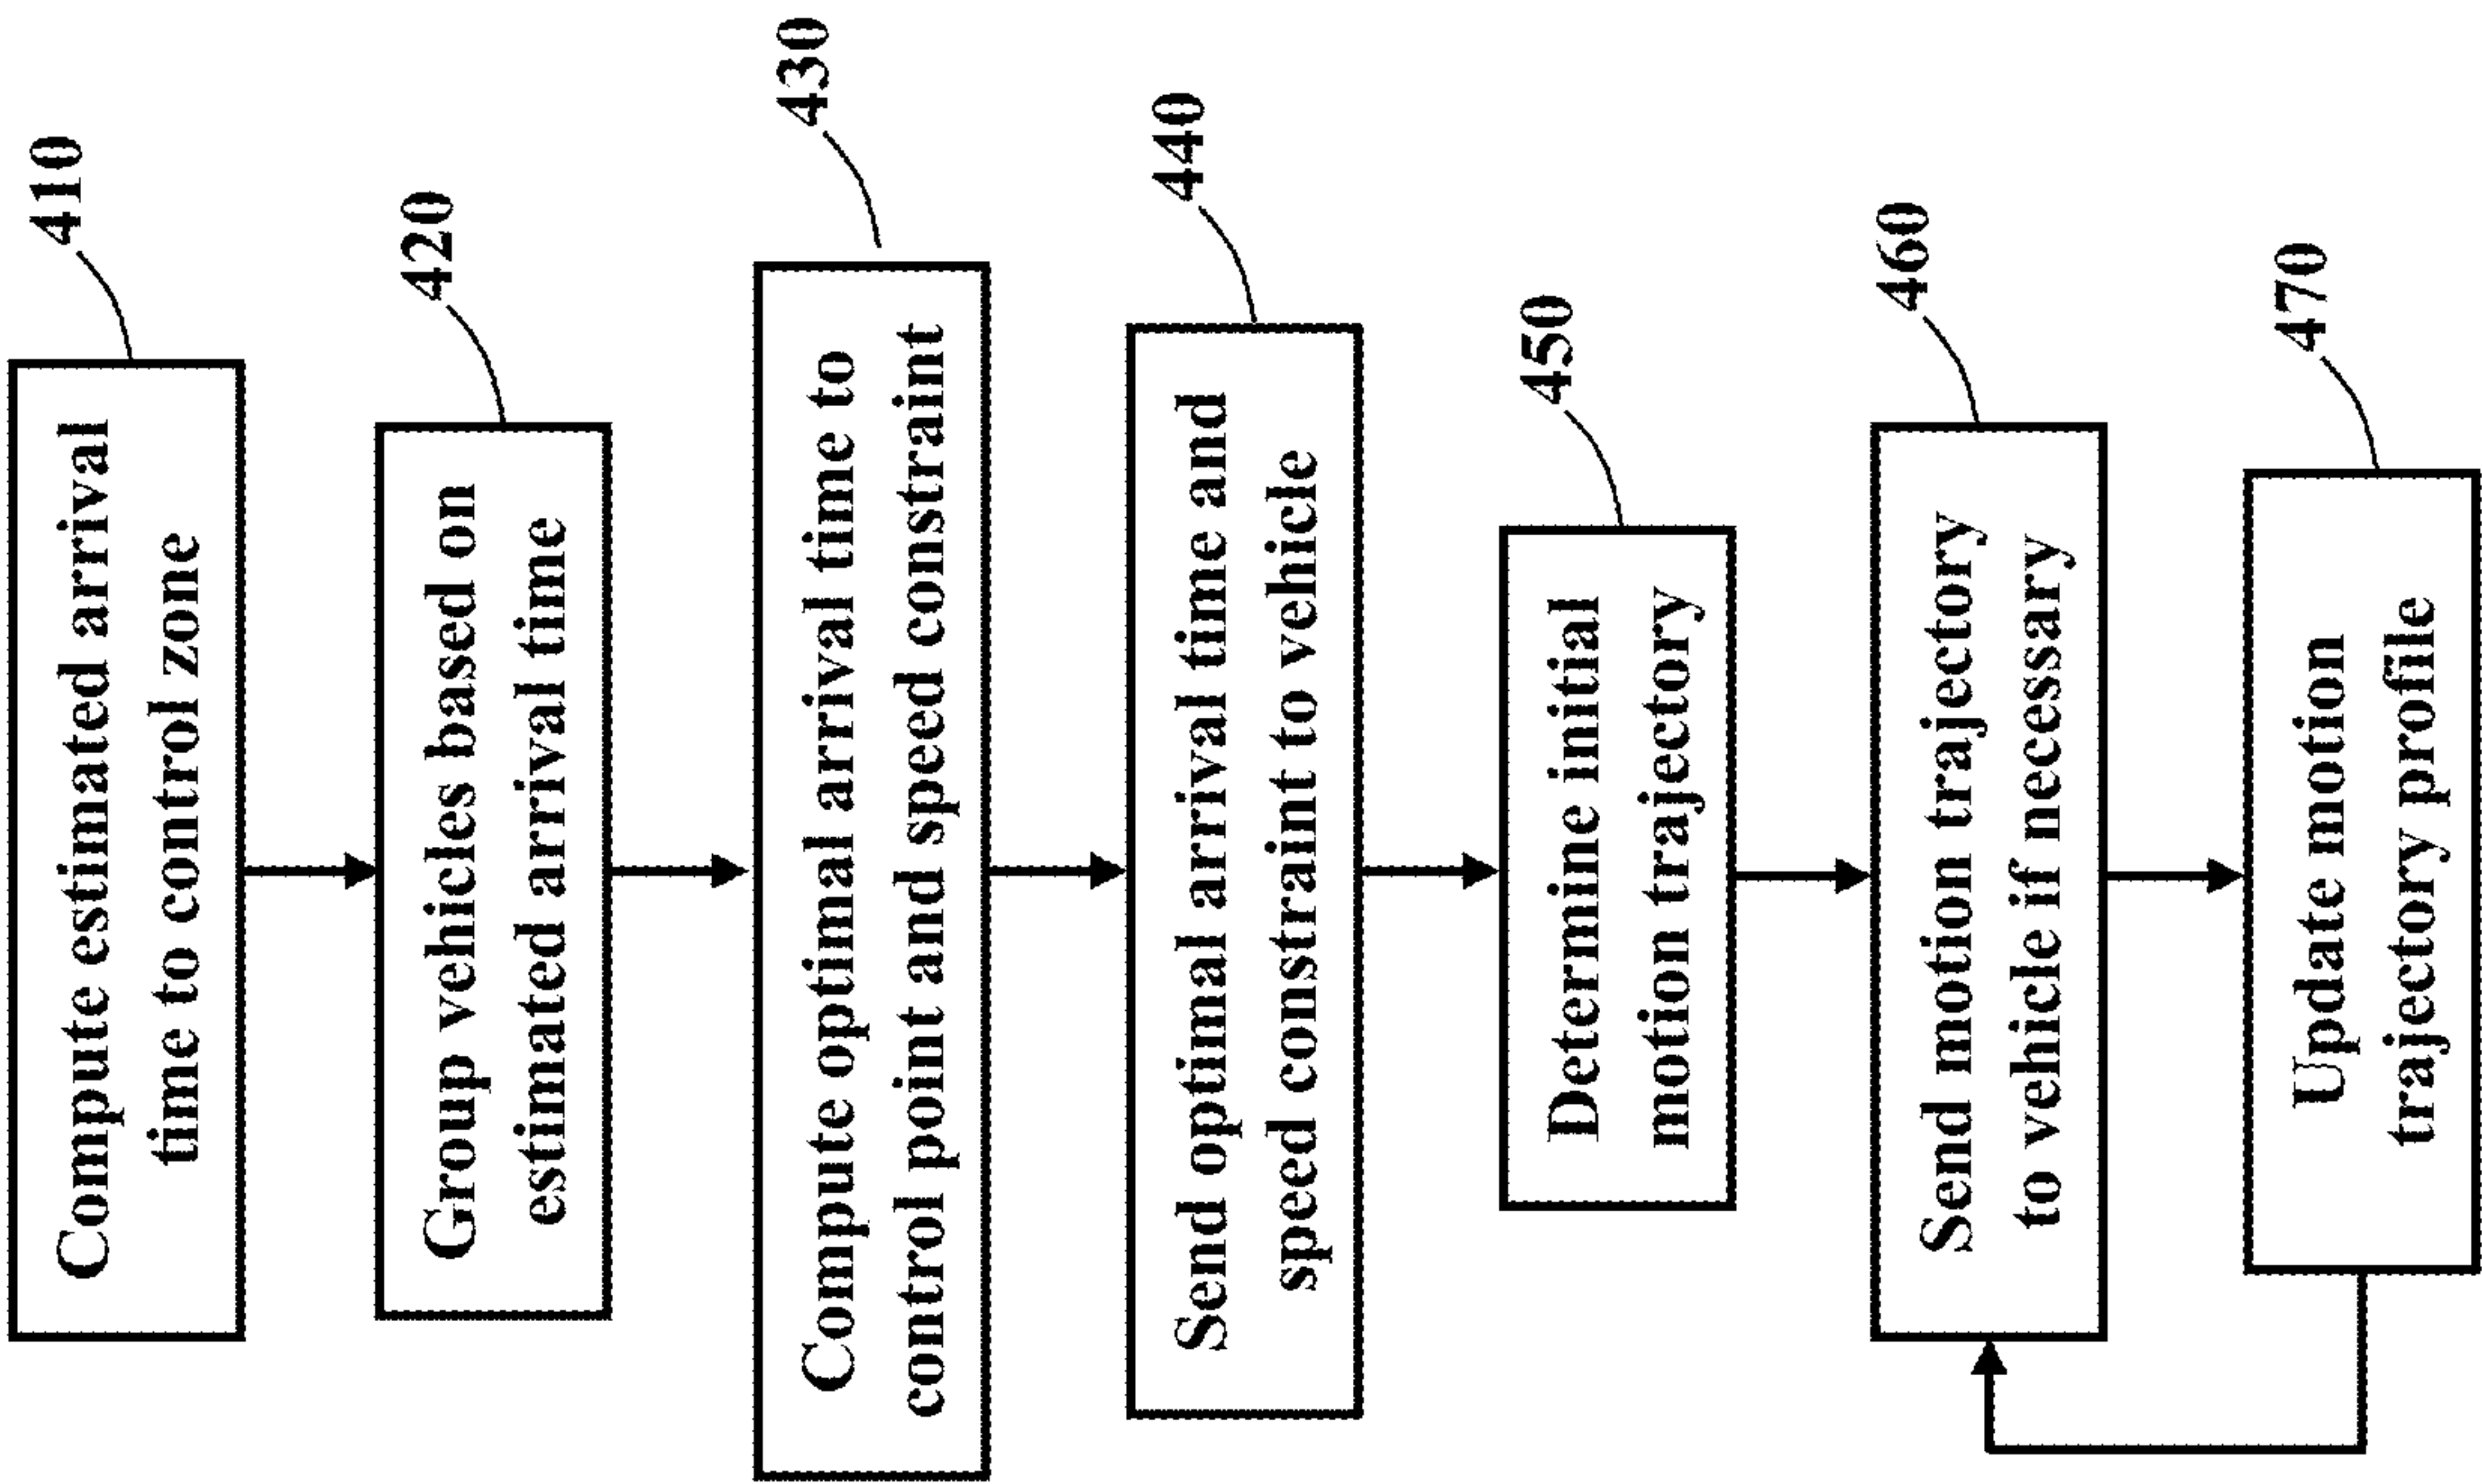 410
Compute estimated arrival
time to control zone
420
Group vehicles based on
estimated arrival time
430
Compute optimal arrival time to
control point and speed constraint
440
Send optimal arrival time and
speed constraint to vehicle
450
Determine initial
motion trajectory
460
Send motion trajectory
to vehicle if necessary
470
Update motion
trajectory profile